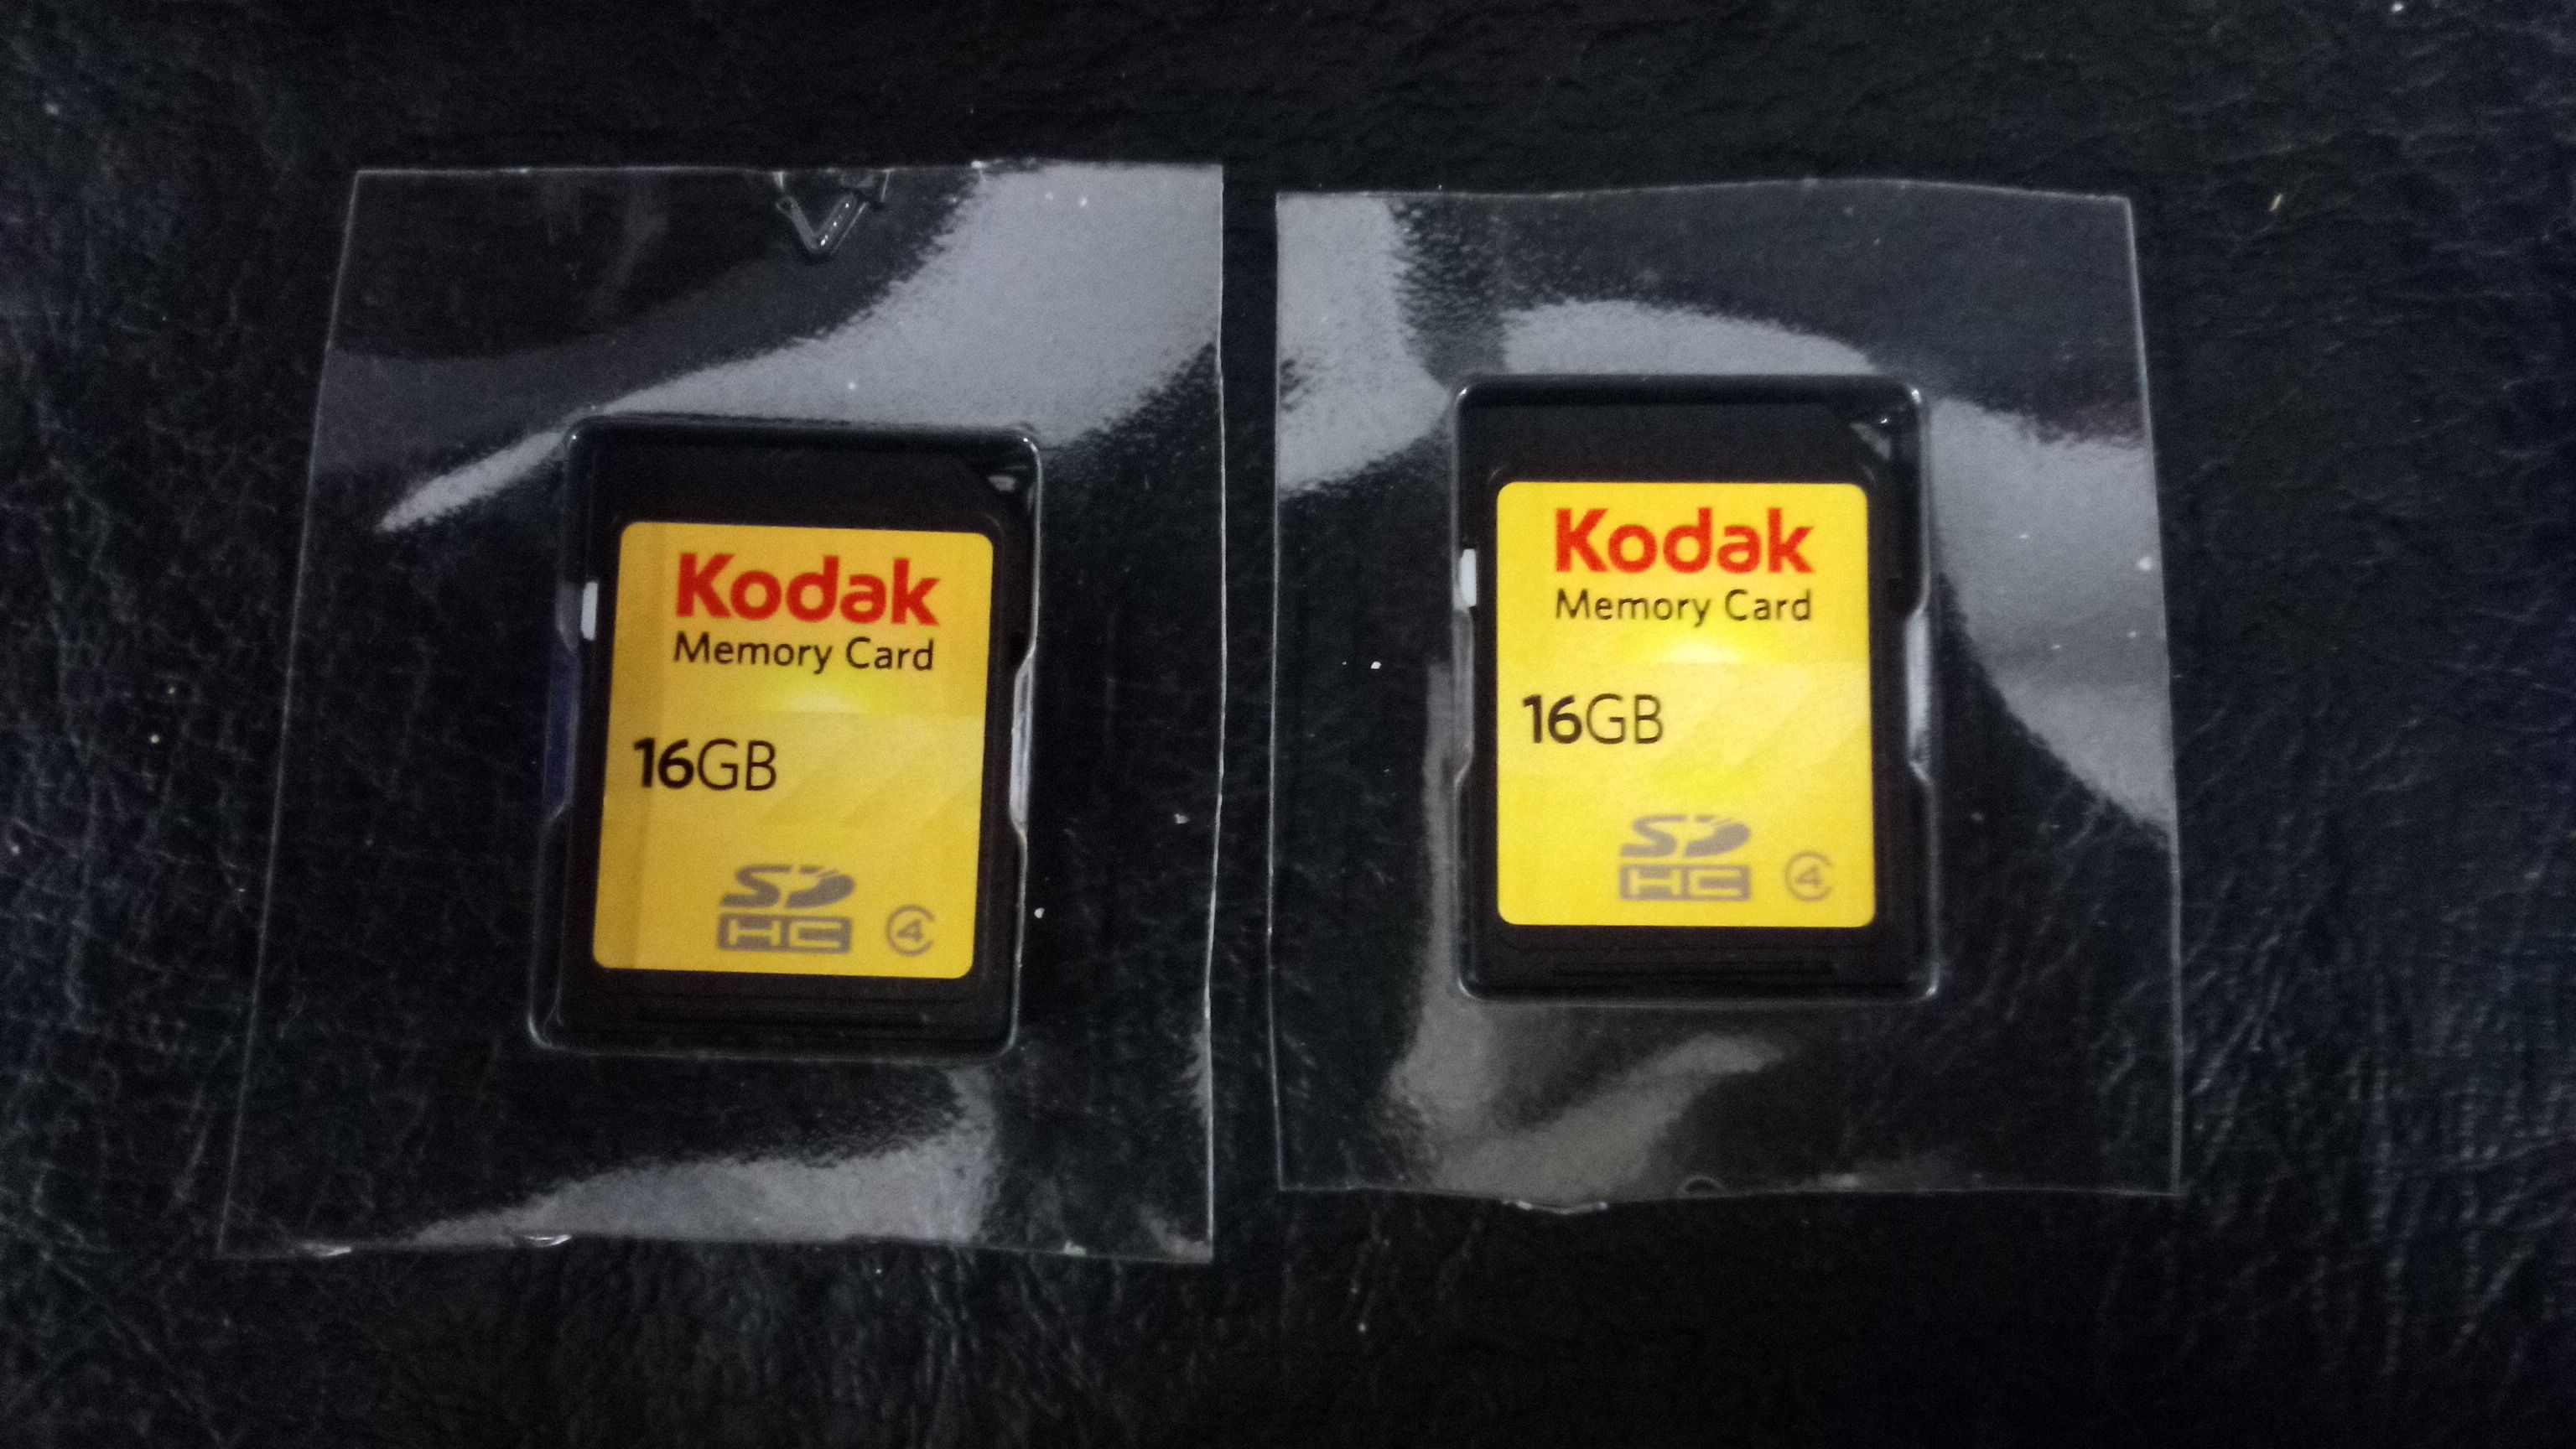 Kodak
Memory Card
16GB
SD
HC
4
Kodak
Memory Card
16GB
SD
HC
4